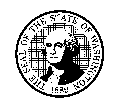 THE SEAL OF THE STATE OF WASHINGTON
1889